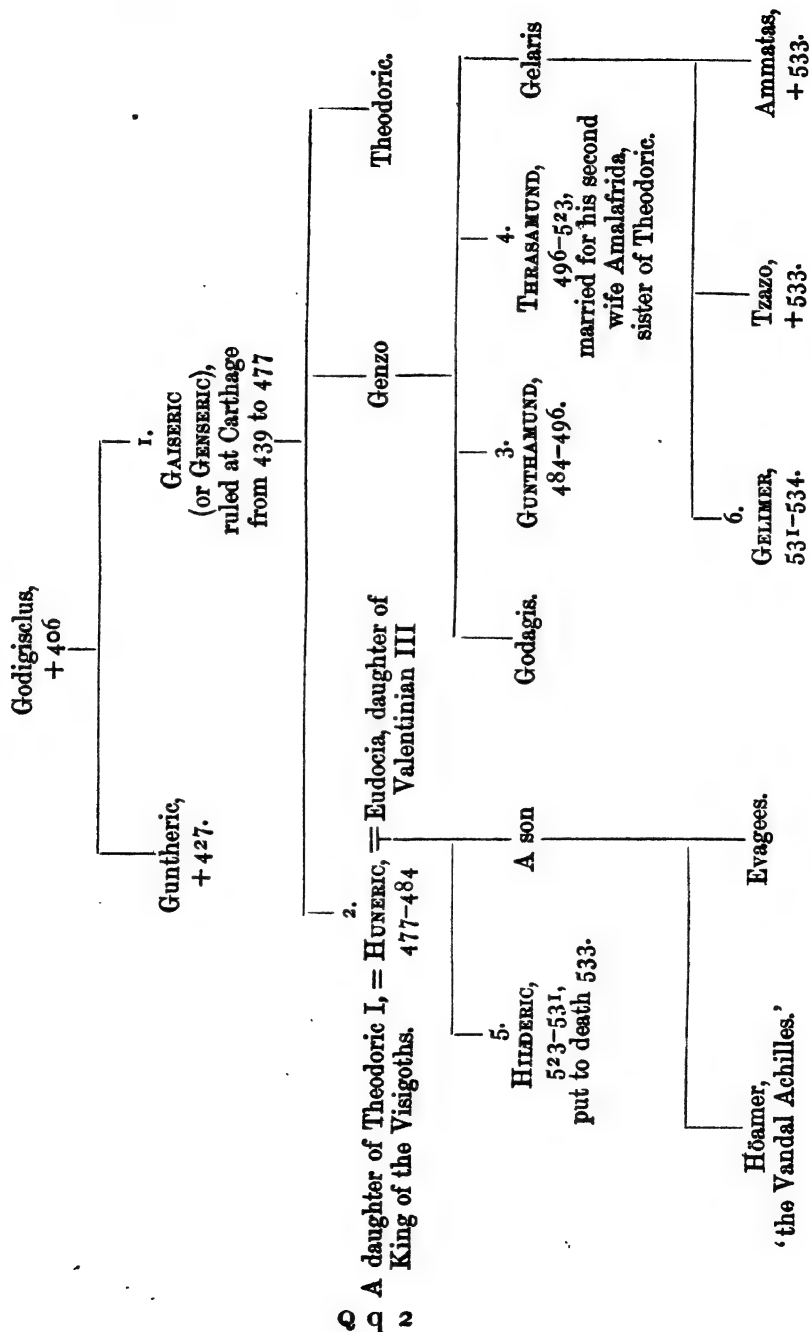 Godigisclus,
+406
Guntheric,
+427.
1.
GAISERIC
(or GENSERIC),
ruled at Carthage
from 439 to 477
2.
A daughter of Theodoric I, = HUNERIC, = Eudocia, daughter of
King of the Visigoths.
477–484
Valentinian III
Genzo
Theodoric.
5.
HILDERIC,
523–531,
put to death 533.
A son
Godagis.
3.
GUNTHAMUND,
484–496.
4.
THRASAMUND,
496–523,
married for his second
wife Amalafrida,
sister of Theodoric.
Gelaris
Höamer,
‘the Vandal Achilles.’
Evagees.
6.
GELIMER,
531–534.
Tzazo,
+533.
Ammatas,
+533.
Q 2